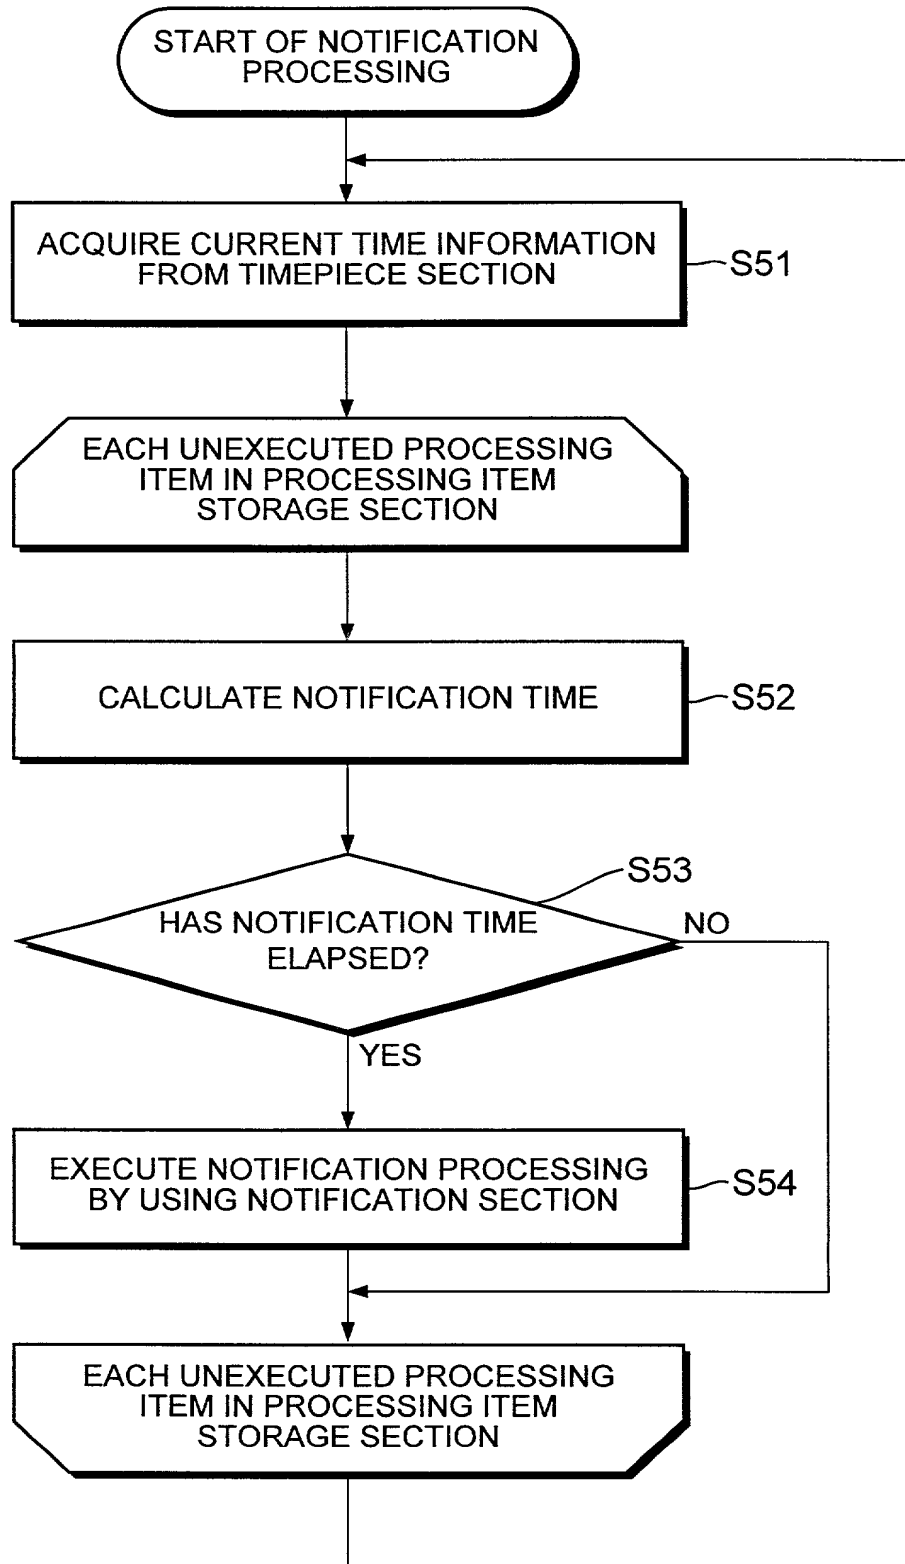 START OF NOTIFICATION
PROCESSING
ACQUIRE CURRENT TIME INFORMATION
FROM TIMEPIECE SECTION
S51
EACH UNEXECUTED PROCESSING
ITEM IN PROCESSING ITEM
STORAGE SECTION
CALCULATE NOTIFICATION TIME
S52
S53
HAS NOTIFICATION TIME
ELAPSED?
NO
YES
EXECUTE NOTIFICATION PROCESSING
BY USING NOTIFICATION SECTION
S54
EACH UNEXECUTED PROCESSING
ITEM IN PROCESSING ITEM
STORAGE SECTION